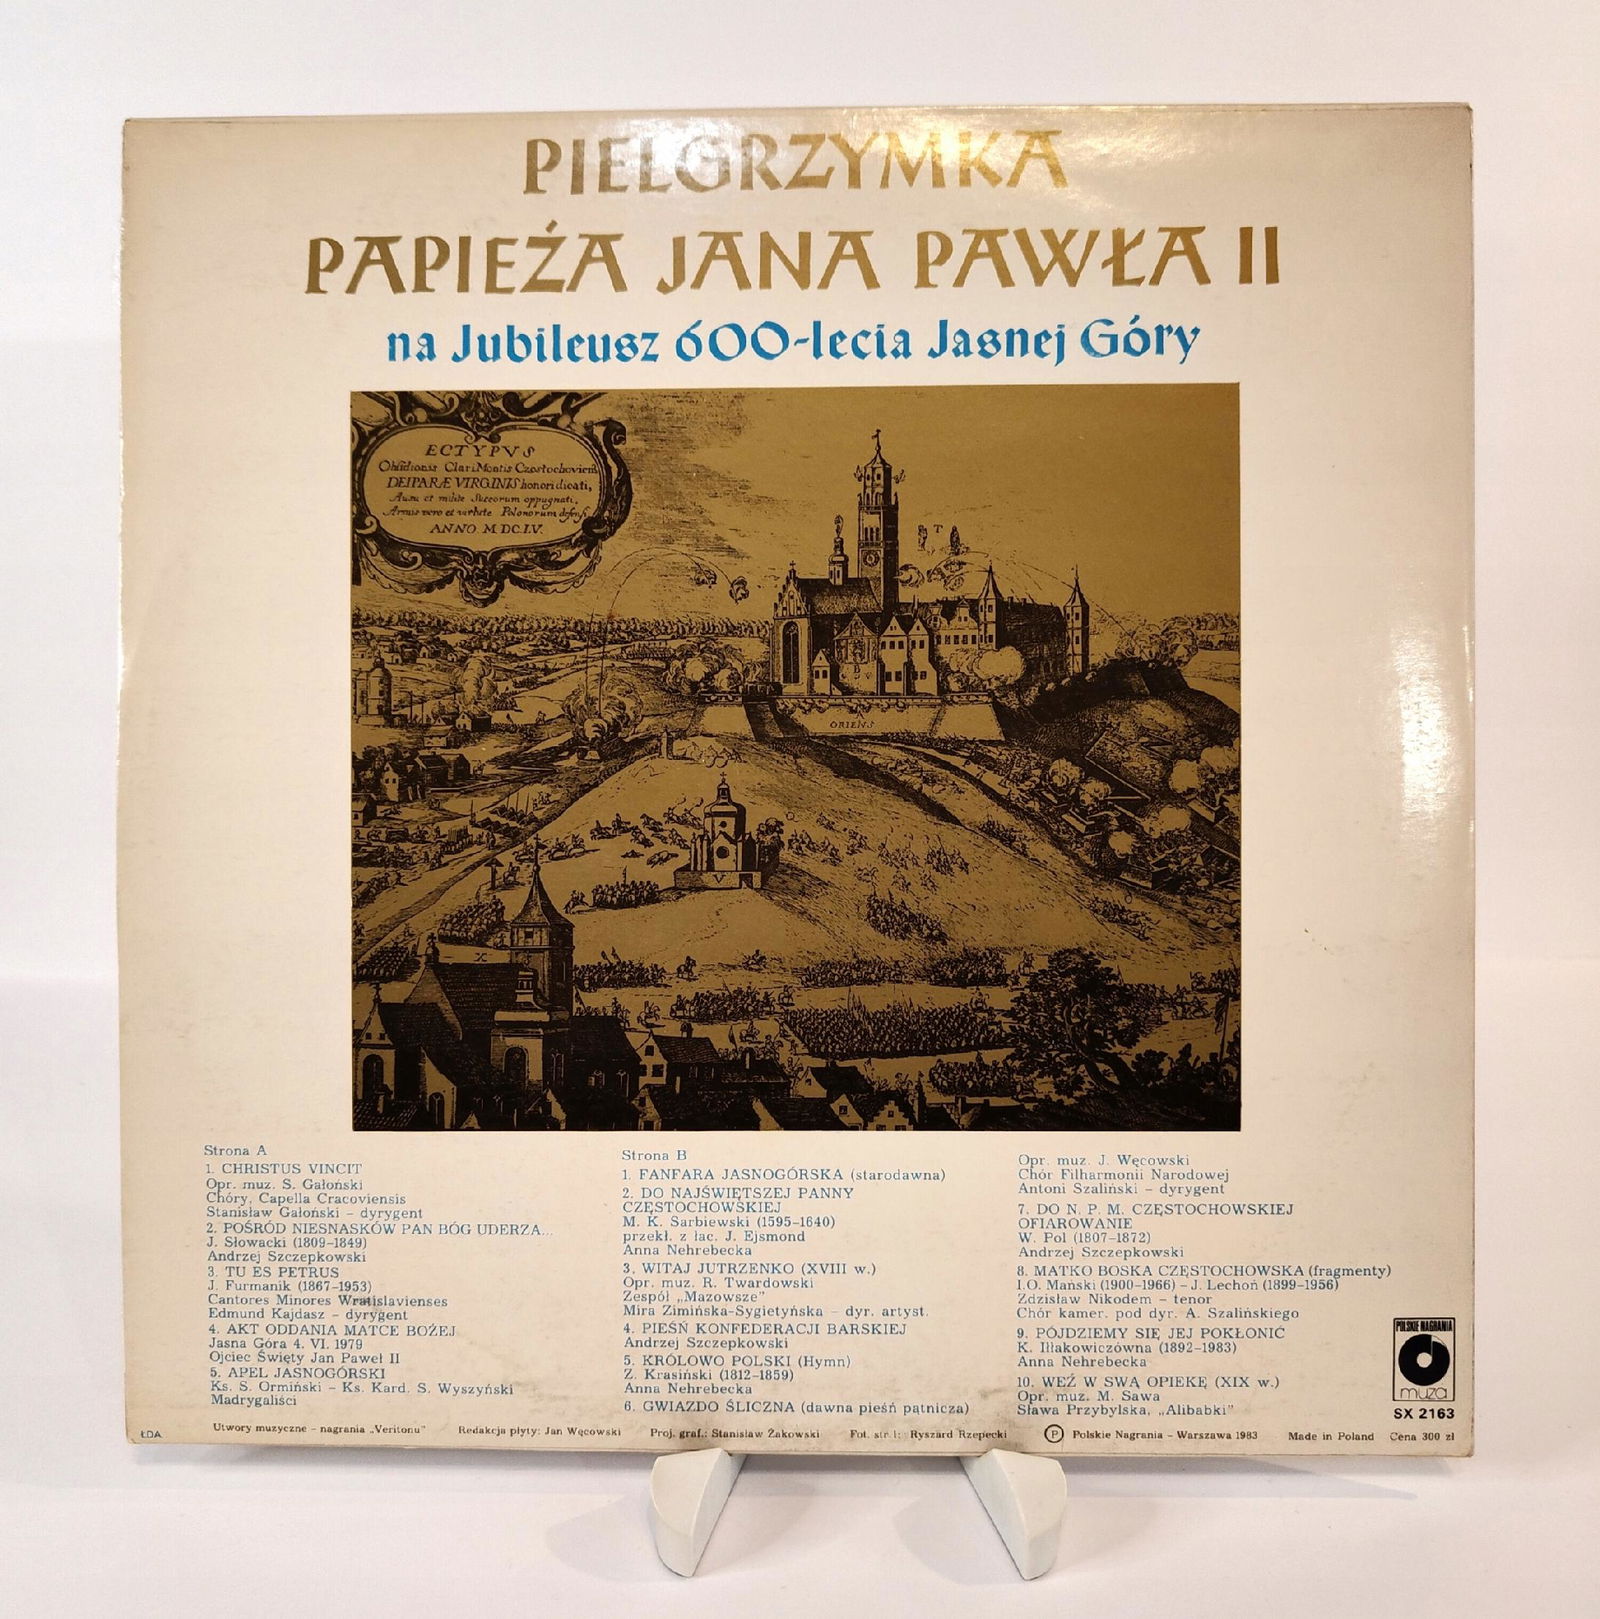 PIELGRZYMKA
PAPIEŻA JANA PAWŁA II
na Jubileusz 600-lecia Jasnej Góry
ECTYPVS
Obsidionis Clari Montis Czestochoviens
DEIPARÆ VIRGINIS honori dicati,
Ausu et milite Suecorum oppugnati,
Armis vero et virtute Polonorum defensi
ANNO MDCLV.
ORIENS
Strona A
1. CHRISTUS VINCIT
Opr. muz. S. Gałoński
Chóry, Capella Cracoviensis
Stanisław Gałoński – dyrygent
2. POŚRÓD NIESNASKÓW PAN BÓG UDERZA...
J. Słowacki (1809–1849)
Andrzej Szczepkowski
3. TU ES PETRUS
J. Furmanik (1867–1953)
Cantores Minores Wratislavienses
Edmund Kajdasz – dyrygent
4. AKT ODDANIA MATCE BOŻEJ
Jasna Góra 4. VI. 1979
Ojciec Święty Jan Paweł II
5. APEL JASNOGÓRSKI
Ks. S. Ormiński – Ks. Kard. S. Wyszyński
Madrygaliści
Strona B
1. FANFARA JASNOGÓRSKA (starodawna)
2. DO NAJŚWIĘTSZEJ PANNY
CZĘSTOCHOWSKIEJ
M. K. Sarbiewski (1595–1640)
przekł. z łac. J. Ejsmond
Anna Nehrebecka
3. WITAJ JUTRZENKO (XVIII w.)
Opr. muz. R. Twardowski
Zespół „Mazowsze”
Mira Zimińska-Sygietyńska – dyr. artyst.
4. PIEŚŃ KONFEDERACJI BARSKIEJ
Andrzej Szczepkowski
5. KRÓLOWO POLSKI (Hymn)
Z. Krasiński (1812–1859)
Anna Nehrebecka
6. GWIAZDO ŚLICZNA (dawna pieśń pątnicza)
Opr. muz. J. Węcowski
Chór Filharmonii Narodowej
Antoni Szaliński – dyrygent
7. DO N. P. M. CZĘSTOCHOWSKIEJ
OFIAROWANIE
W. Pol (1807–1872)
Andrzej Szczepkowski
8. MATKO BOSKA CZĘSTOCHOWSKA (fragmenty)
I.O. Mański (1900–1966) – J. Lechoń (1899–1956)
Zdzisław Nikodem – tenor
Chór kamer. pod dyr. A. Szalińskiego
9. PÓJDZIEMY SIĘ JEJ POKŁONIĆ
K. Iłłakowiczówna (1892–1983)
Anna Nehrebecka
10. WEŹ W SWĄ OPIEKĘ (XIX w.)
Opr. muz. M. Sawa
Sława Przybylska, „Alibabki”
POLSKIE NAGRANIA
muza
SX 2163
ŁDA
Utwory muzyczne – nagrania „Veritonu” Redakcja płyty: Jan Węcowski Proj. graf.: Stanisław Żakowski Fot. str. I: Ryszard Rzepecki Ⓟ Polskie Nagrania – Warszawa 1983 Made in Poland Cena 300 zł